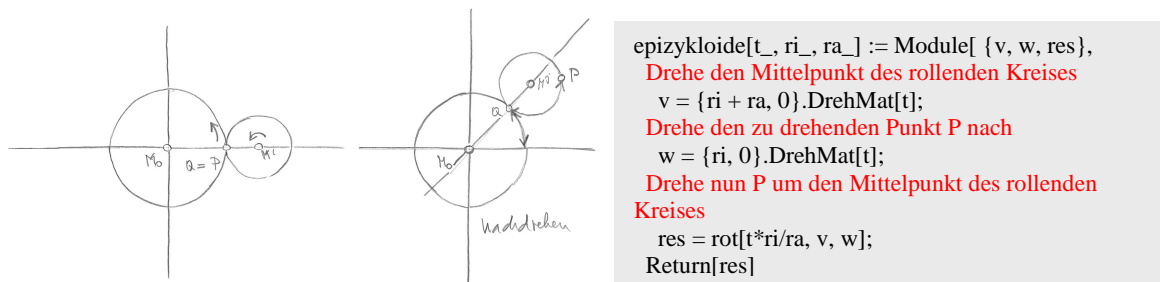 M₀
Q = P
M'
M₀
Q
M'
P
nachdrehen
epizykloide[t_, ri_, ra_] := Module[ {v, w, res},
Drehe den Mittelpunkt des rollenden Kreises
v = {ri + ra, 0}.DrehMat[t];
Drehe den zu drehenden Punkt P nach
w = {ri, 0}.DrehMat[t];
Drehe nun P um den Mittelpunkt des rollenden
Kreises
res = rot[t*ri/ra, v, w];
Return[res]